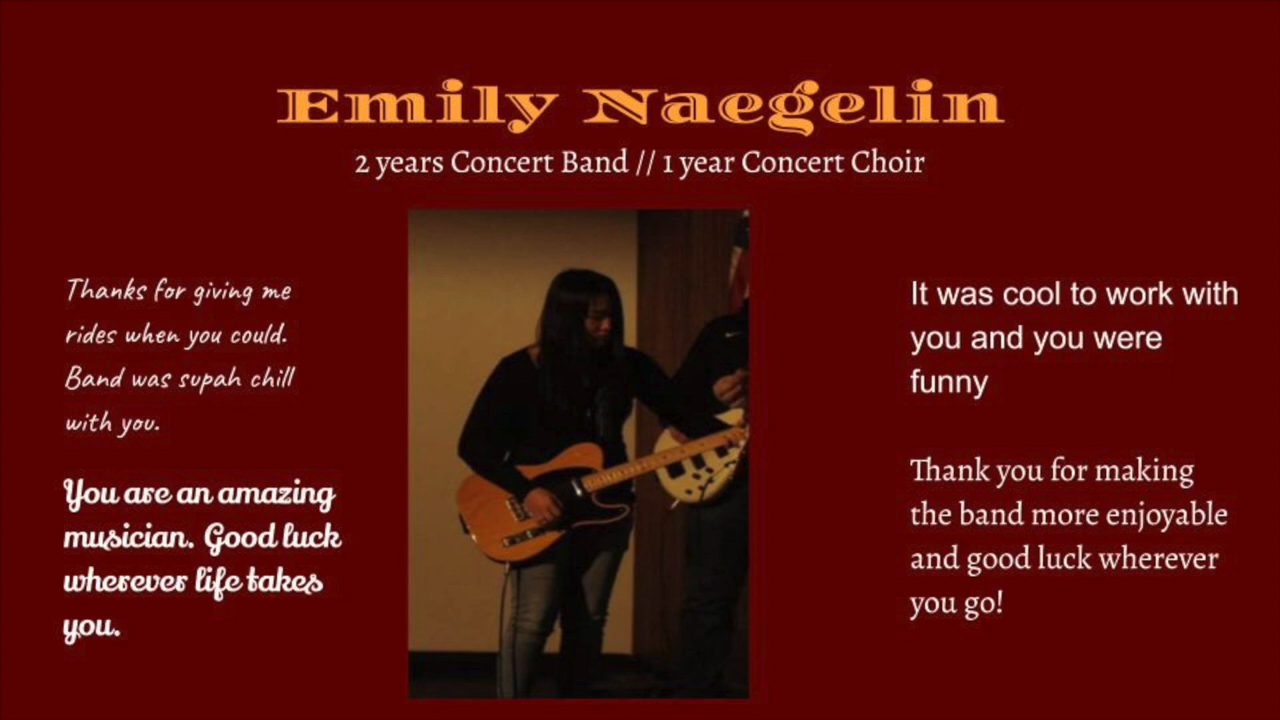 Emily Naegelin
2 years Concert Band // 1 year Concert Choir
Thanks for giving me
rides when you could.
Band was supah chill
with you.
You are an amazing
musician. Good luck
wherever life takes
you.
It was cool to work with
you and you were
funny
Thank you for making
the band more enjoyable
and good luck wherever
you go!